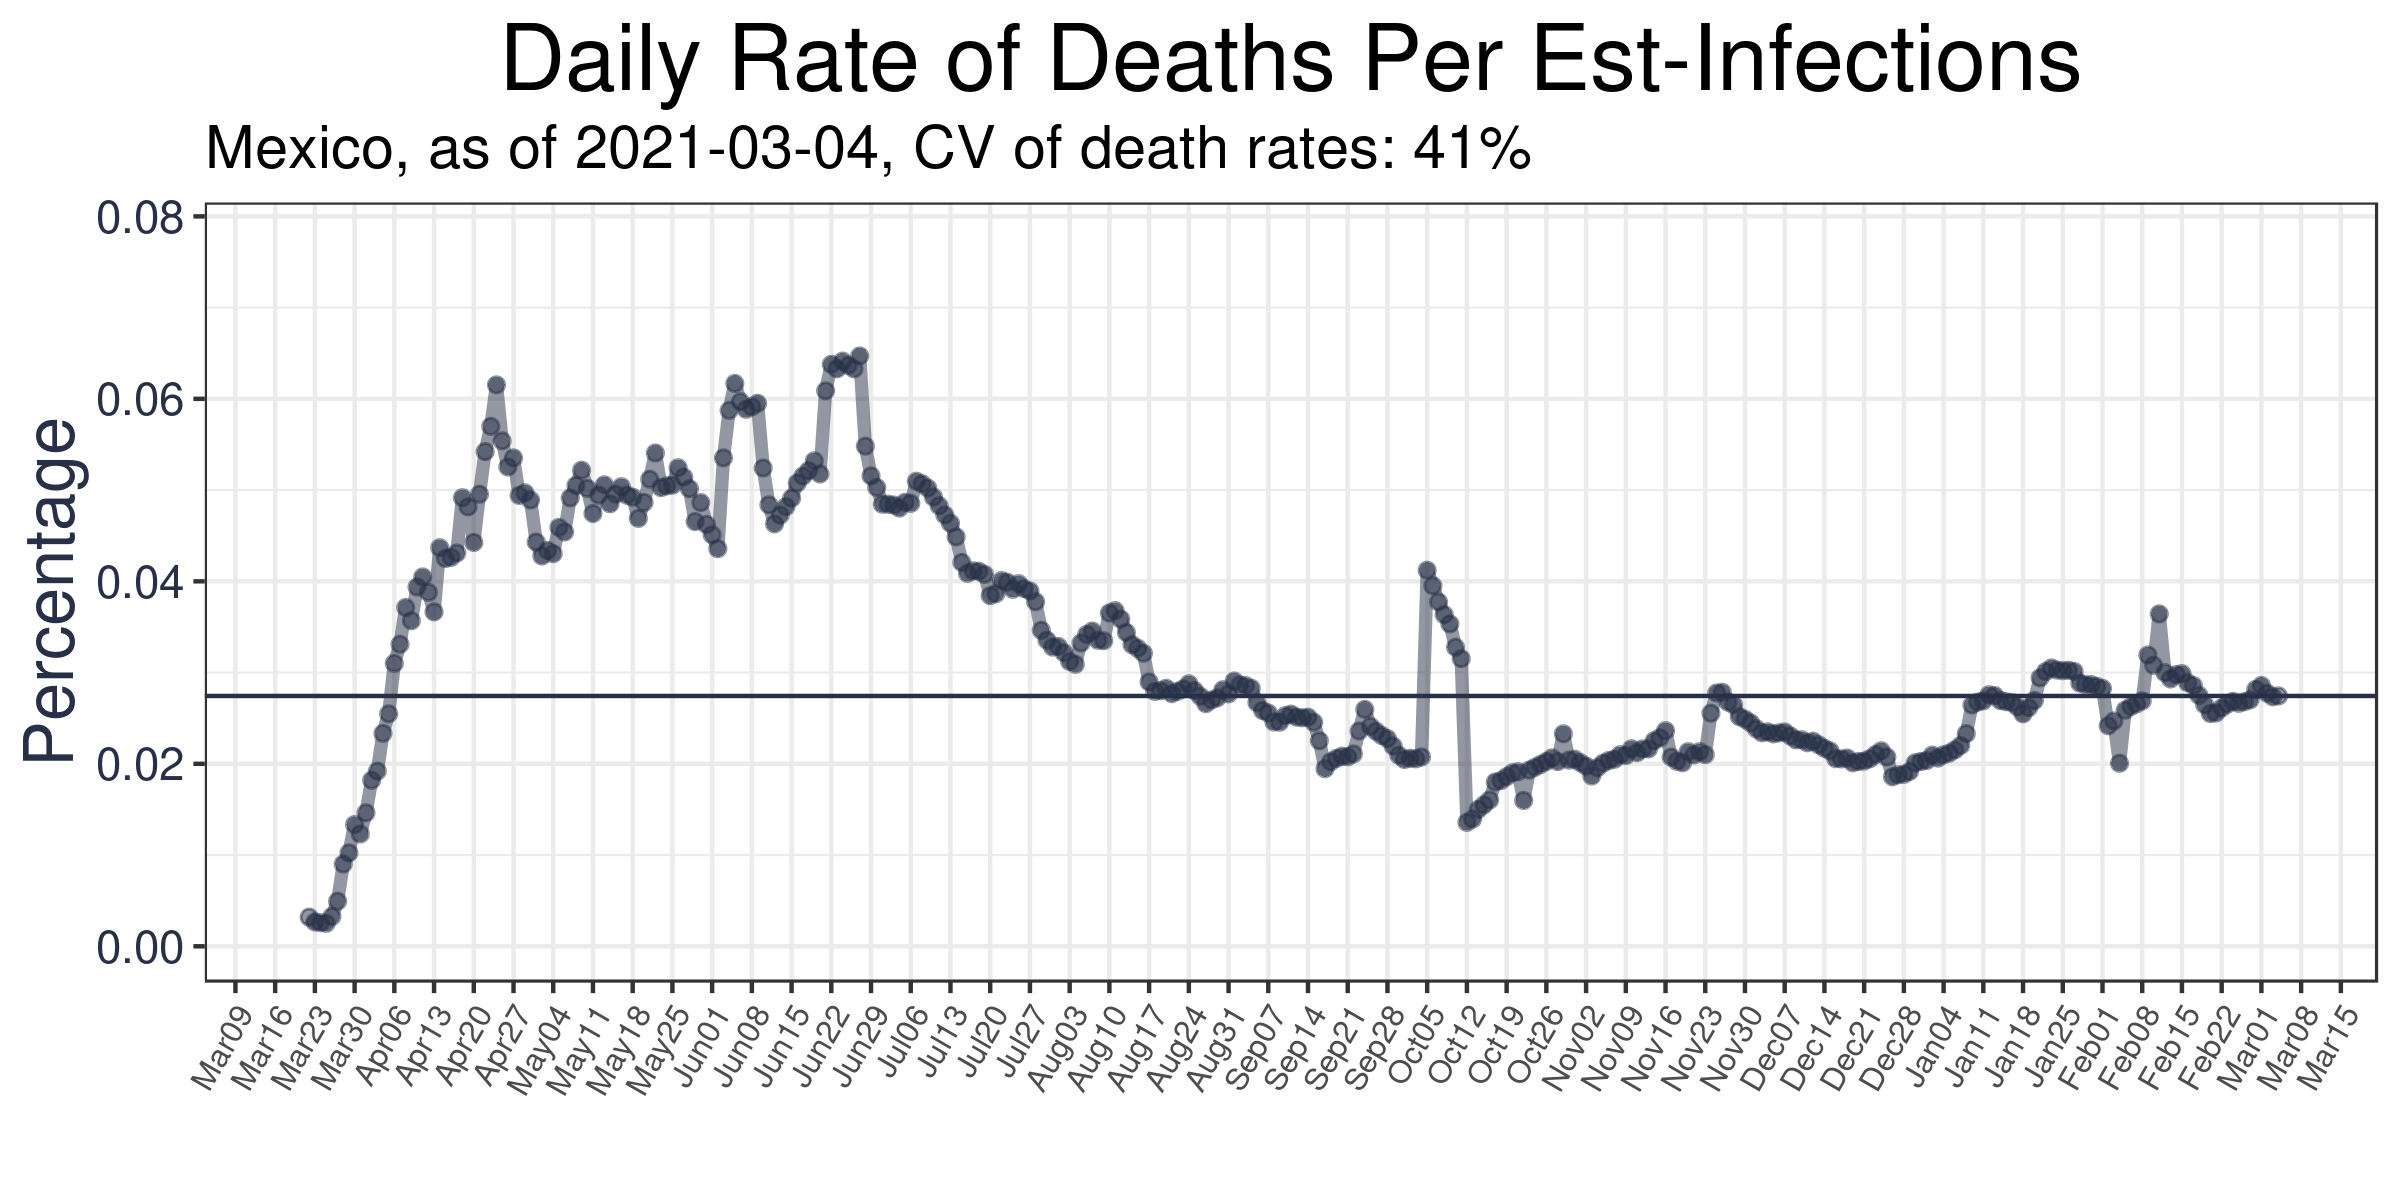 Daily Rate of Deaths Per Est-Infections
Mexico, as of 2021-03-04, CV of death rates: 41%
Percentage
0.08
0.06
0.04
0.02
0.00
Mar09
Mar16
Mar23
Mar30
Apr06
Apr13
Apr20
Apr27
May04
May11
May18
May25
Jun01
Jun08
Jun15
Jun22
Jun29
Jul06
Jul13
Jul20
Jul27
Aug03
Aug10
Aug17
Aug24
Aug31
Sep07
Sep14
Sep21
Sep28
Oct05
Oct12
Oct19
Oct26
Nov02
Nov09
Nov16
Nov23
Nov30
Dec07
Dec14
Dec21
Dec28
Jan04
Jan11
Jan18
Jan25
Feb01
Feb08
Feb15
Feb22
Mar01
Mar08
Mar15